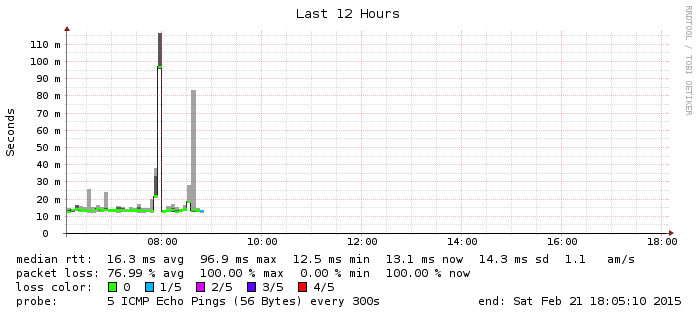 Last 12 Hours
RRDTOOL / TOBI OETIKER
Seconds
110 m
100 m
90 m
80 m
70 m
60 m
50 m
40 m
30 m
20 m
10 m
0
08:00 10:00 12:00 14:00 16:00 18:00
median rtt: 16.3 ms avg 96.9 ms max 12.5 ms min 13.1 ms now 14.3 ms sd 1.1 am/s
packet loss: 76.99 % avg 100.00 % max 0.00 % min 100.00 % now
loss color: 0 1/5 2/5 3/5 4/5
probe: 5 ICMP Echo Pings (56 Bytes) every 300s end: Sat Feb 21 18:05:10 2015